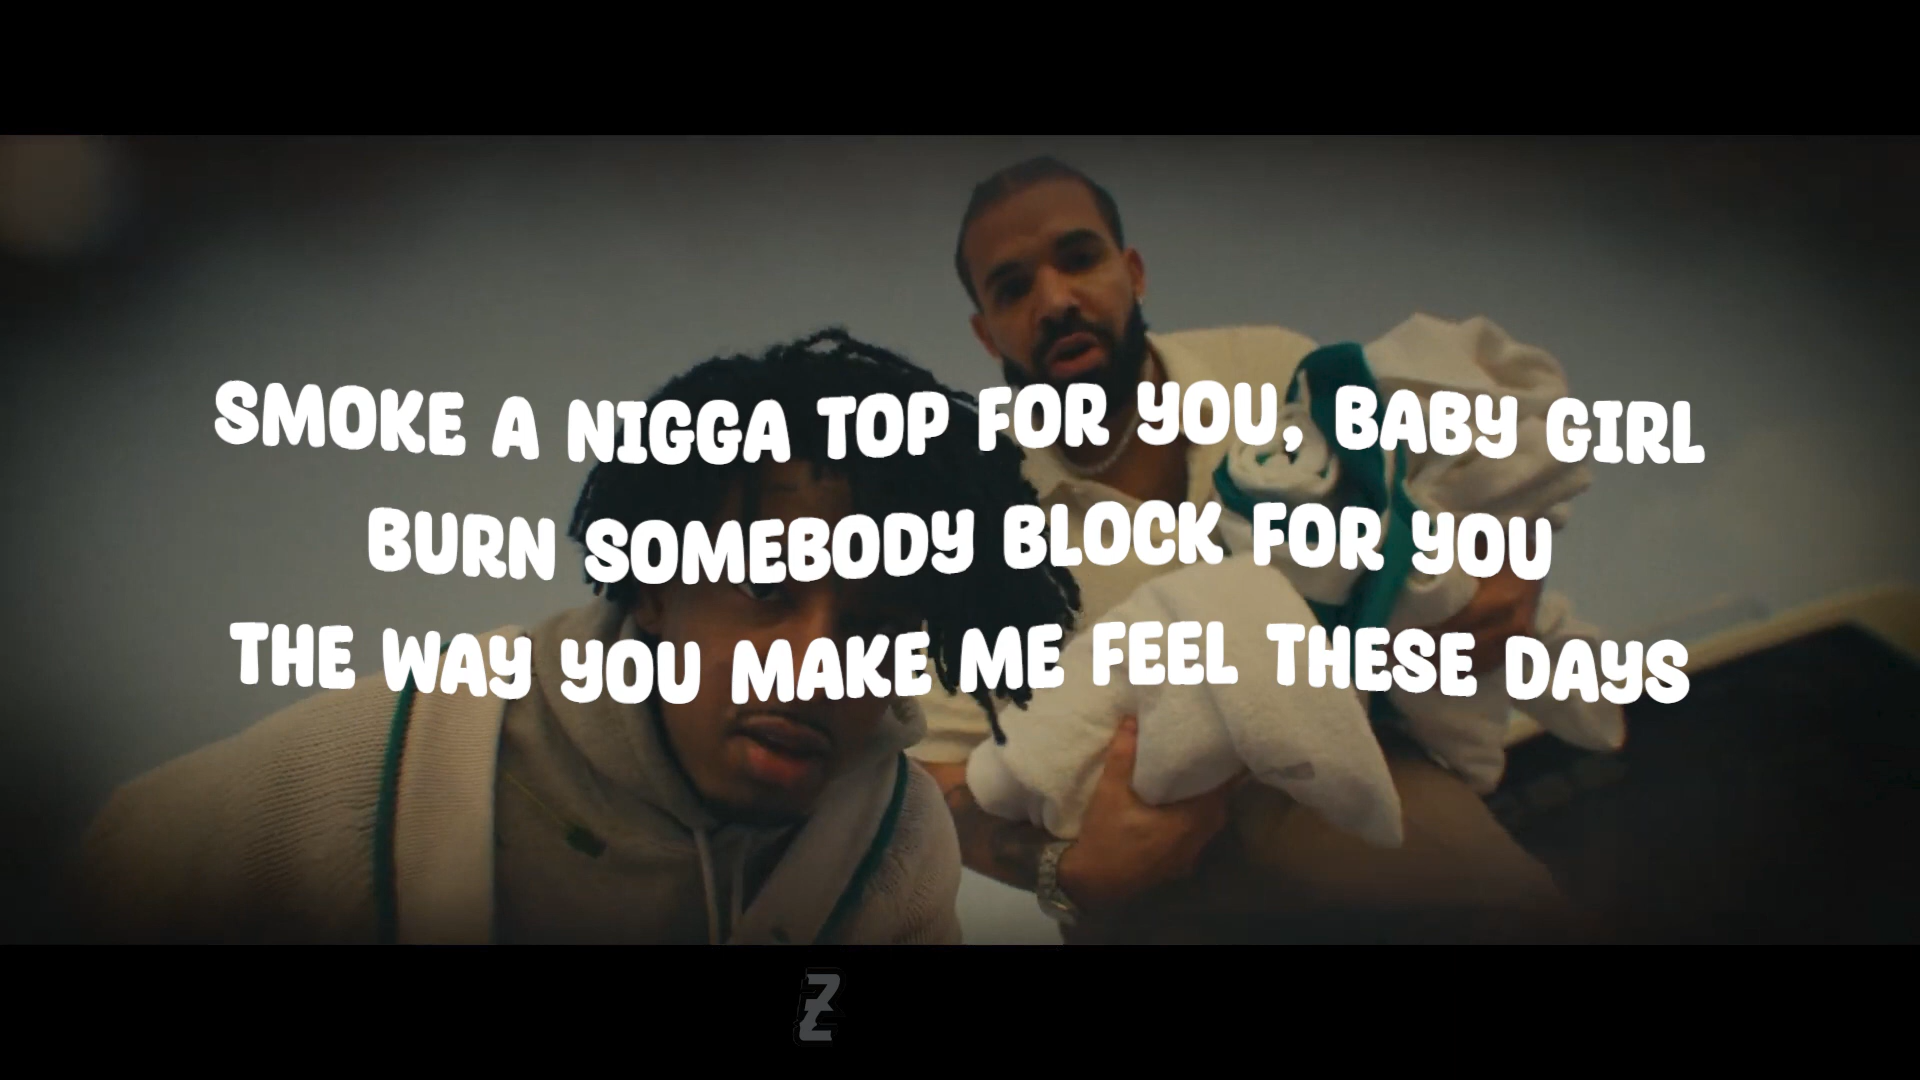 SMOKE A NIGGA TOP FOR YOU, BABY GIRL
BURN SOMEBODY BLOCK FOR YOU
THE WAY YOU MAKE ME FEEL THESE DAYS